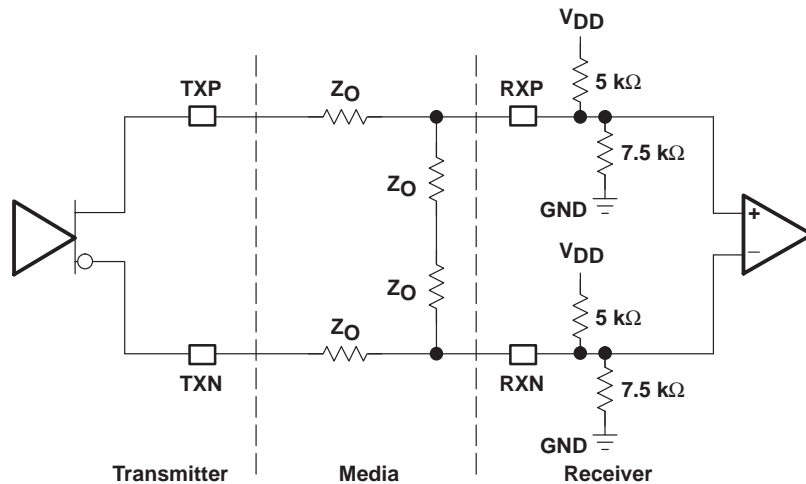 VDD
TXP
ZO
RXP
5 kΩ
7.5 kΩ
ZO
GND
+
VDD
−
ZO
5 kΩ
ZO
TXN
RXN
7.5 kΩ
GND
Transmitter
Media
Receiver